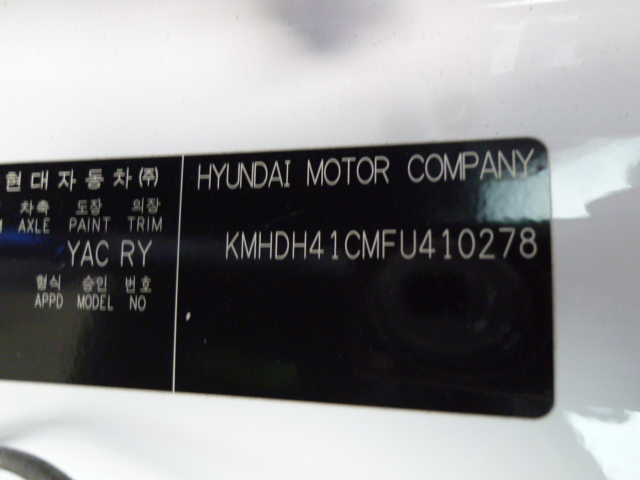 현대자동차(주)
차축 도장 의장
AXLE PAINT TRIM
YAC RY
형식 승인 번호
APPD MODEL NO
HYUNDAI MOTOR COMPANY
KMHDH41CMFU410278